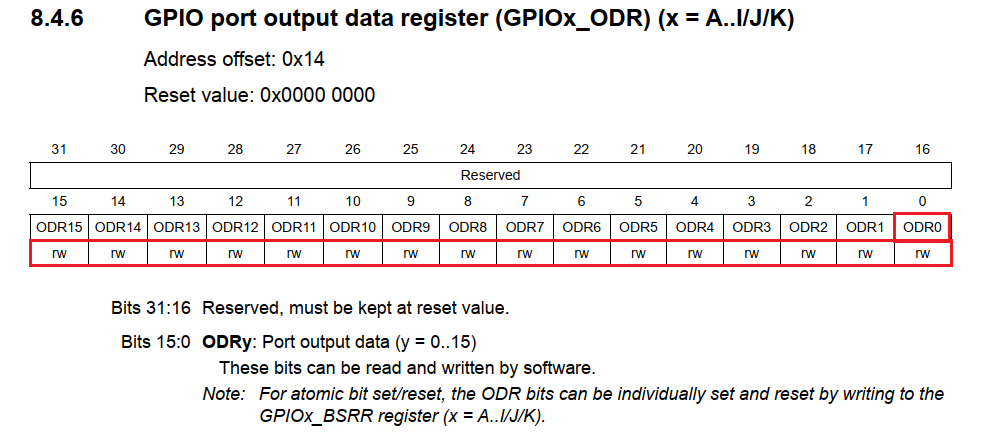 8.4.6 GPIO port output data register (GPIOx_ODR) (x = A..I/J/K)
Address offset: 0x14
Reset value: 0x0000 0000
31 30 29 28 27 26 25 24 23 22 21 20 19 18 17 16
Reserved
15 14 13 12 11 10 9 8 7 6 5 4 3 2 1 0
ODR15 ODR14 ODR13 ODR12 ODR11 ODR10 ODR9 ODR8 ODR7 ODR6 ODR5 ODR4 ODR3 ODR2 ODR1 ODR0
rw rw rw rw rw rw rw rw rw rw rw rw rw rw rw rw
Bits 31:16 Reserved, must be kept at reset value.
Bits 15:0 ODRy: Port output data (y = 0..15)
These bits can be read and written by software.
Note: For atomic bit set/reset, the ODR bits can be individually set and reset by writing to the
GPIOx_BSRR register (x = A..I/J/K).